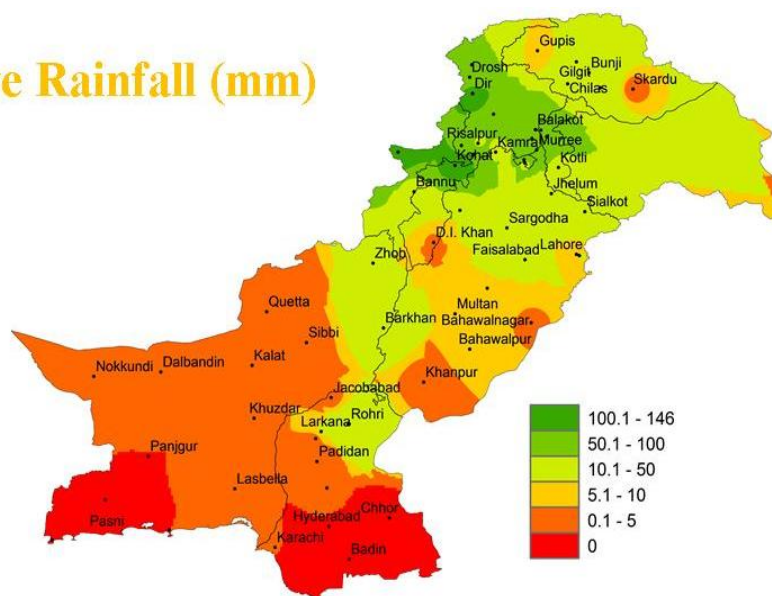 e Rainfall (mm)
Gupis
Bunji
Gilgit
Skardu
Chilas
Drosh
Dir
Balakot
Risalpur
Kamra
Murree
Kohat
Kotli
Bannu
Jhelum
Sialkot
Sargodha
D.I. Khan
Lahore
Faisalabad
Zhob
Quetta
Multan
Bahawalnagar
Barkhan
Sibbi
Bahawalpur
Kalat
Nokkundi
Dalbandin
Khanpur
Jacobabad
Khuzdar
Rohri
Larkana
Panjgur
Padidan
Lasbella
Pasni
Chhor
Hyderabad
Karachi
Badin
100.1 - 146
50.1 - 100
10.1 - 50
5.1 - 10
0.1 - 5
0